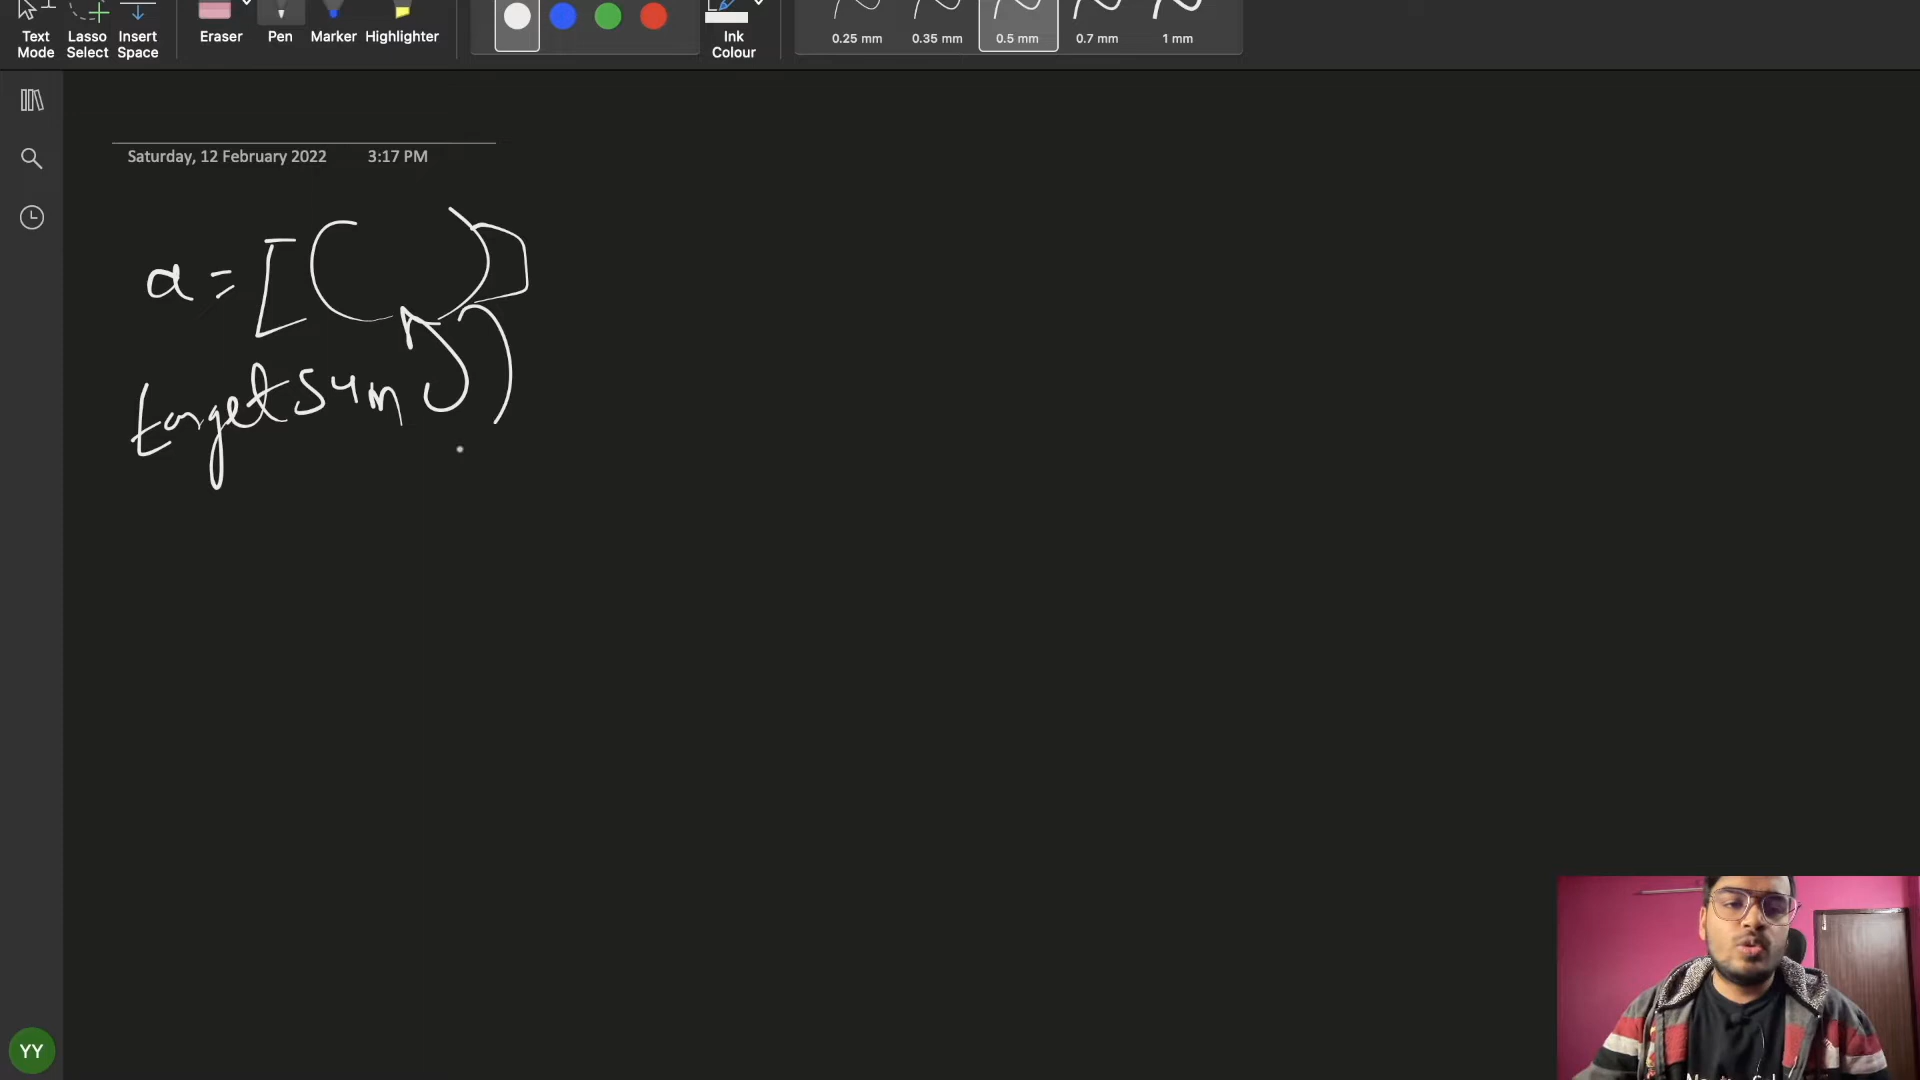 Text Mode
Lasso Select
Insert Space
Eraser
Pen
Marker
Highlighter
Ink Colour
0.25 mm
0.35 mm
0.5 mm
0.7 mm
1 mm
Saturday, 12 February 2022 3:17 PM
a = [( )]
targetSum
YY